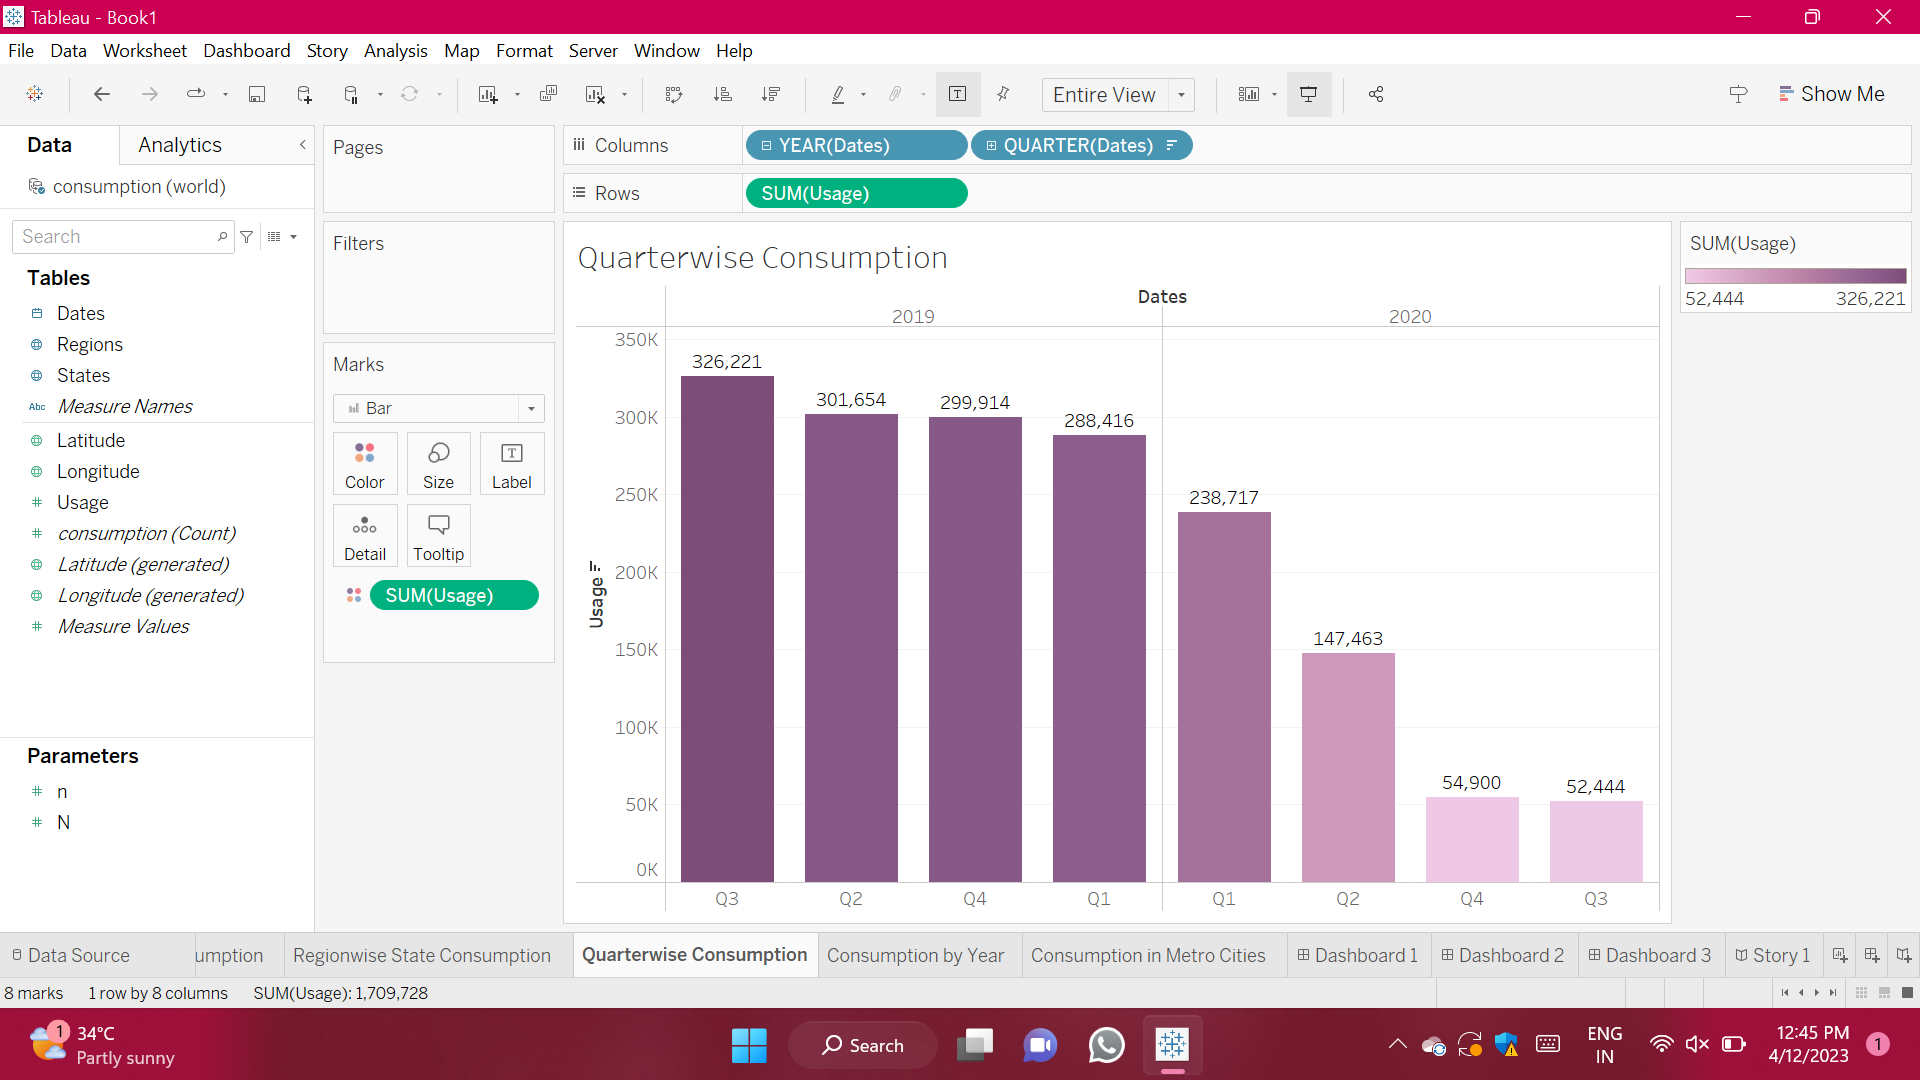 Tableau - Book1
File Data Worksheet Dashboard Story Analysis Map Format Server Window Help
Entire View
Show Me
Data Analytics
consumption (world)
Search
Tables
Dates
Regions
States
Abc Measure Names
Latitude
Longitude
Usage
consumption (Count)
Latitude (generated)
Longitude (generated)
Measure Values
Parameters
n
N
Pages
Filters
Marks
Bar
Color Size Label
Detail Tooltip
SUM(Usage)
Columns YEAR(Dates) QUARTER(Dates)
Rows SUM(Usage)
Quarterwise Consumption
Dates
2019 2020
Usage
350K
300K
250K
200K
150K
100K
50K
0K
326,221
301,654
299,914
288,416
238,717
147,463
54,900
52,444
Q3 Q2 Q4 Q1 Q1 Q2 Q4 Q3
SUM(Usage)
52,444 326,221
Data Source umption Regionwise State Consumption Quarterwise Consumption Consumption by Year Consumption in Metro Cities Dashboard 1 Dashboard 2 Dashboard 3 Story 1
8 marks 1 row by 8 columns SUM(Usage): 1,709,728
1 34°C
Partly sunny
Search
ENG
IN
12:45 PM
4/12/2023
1